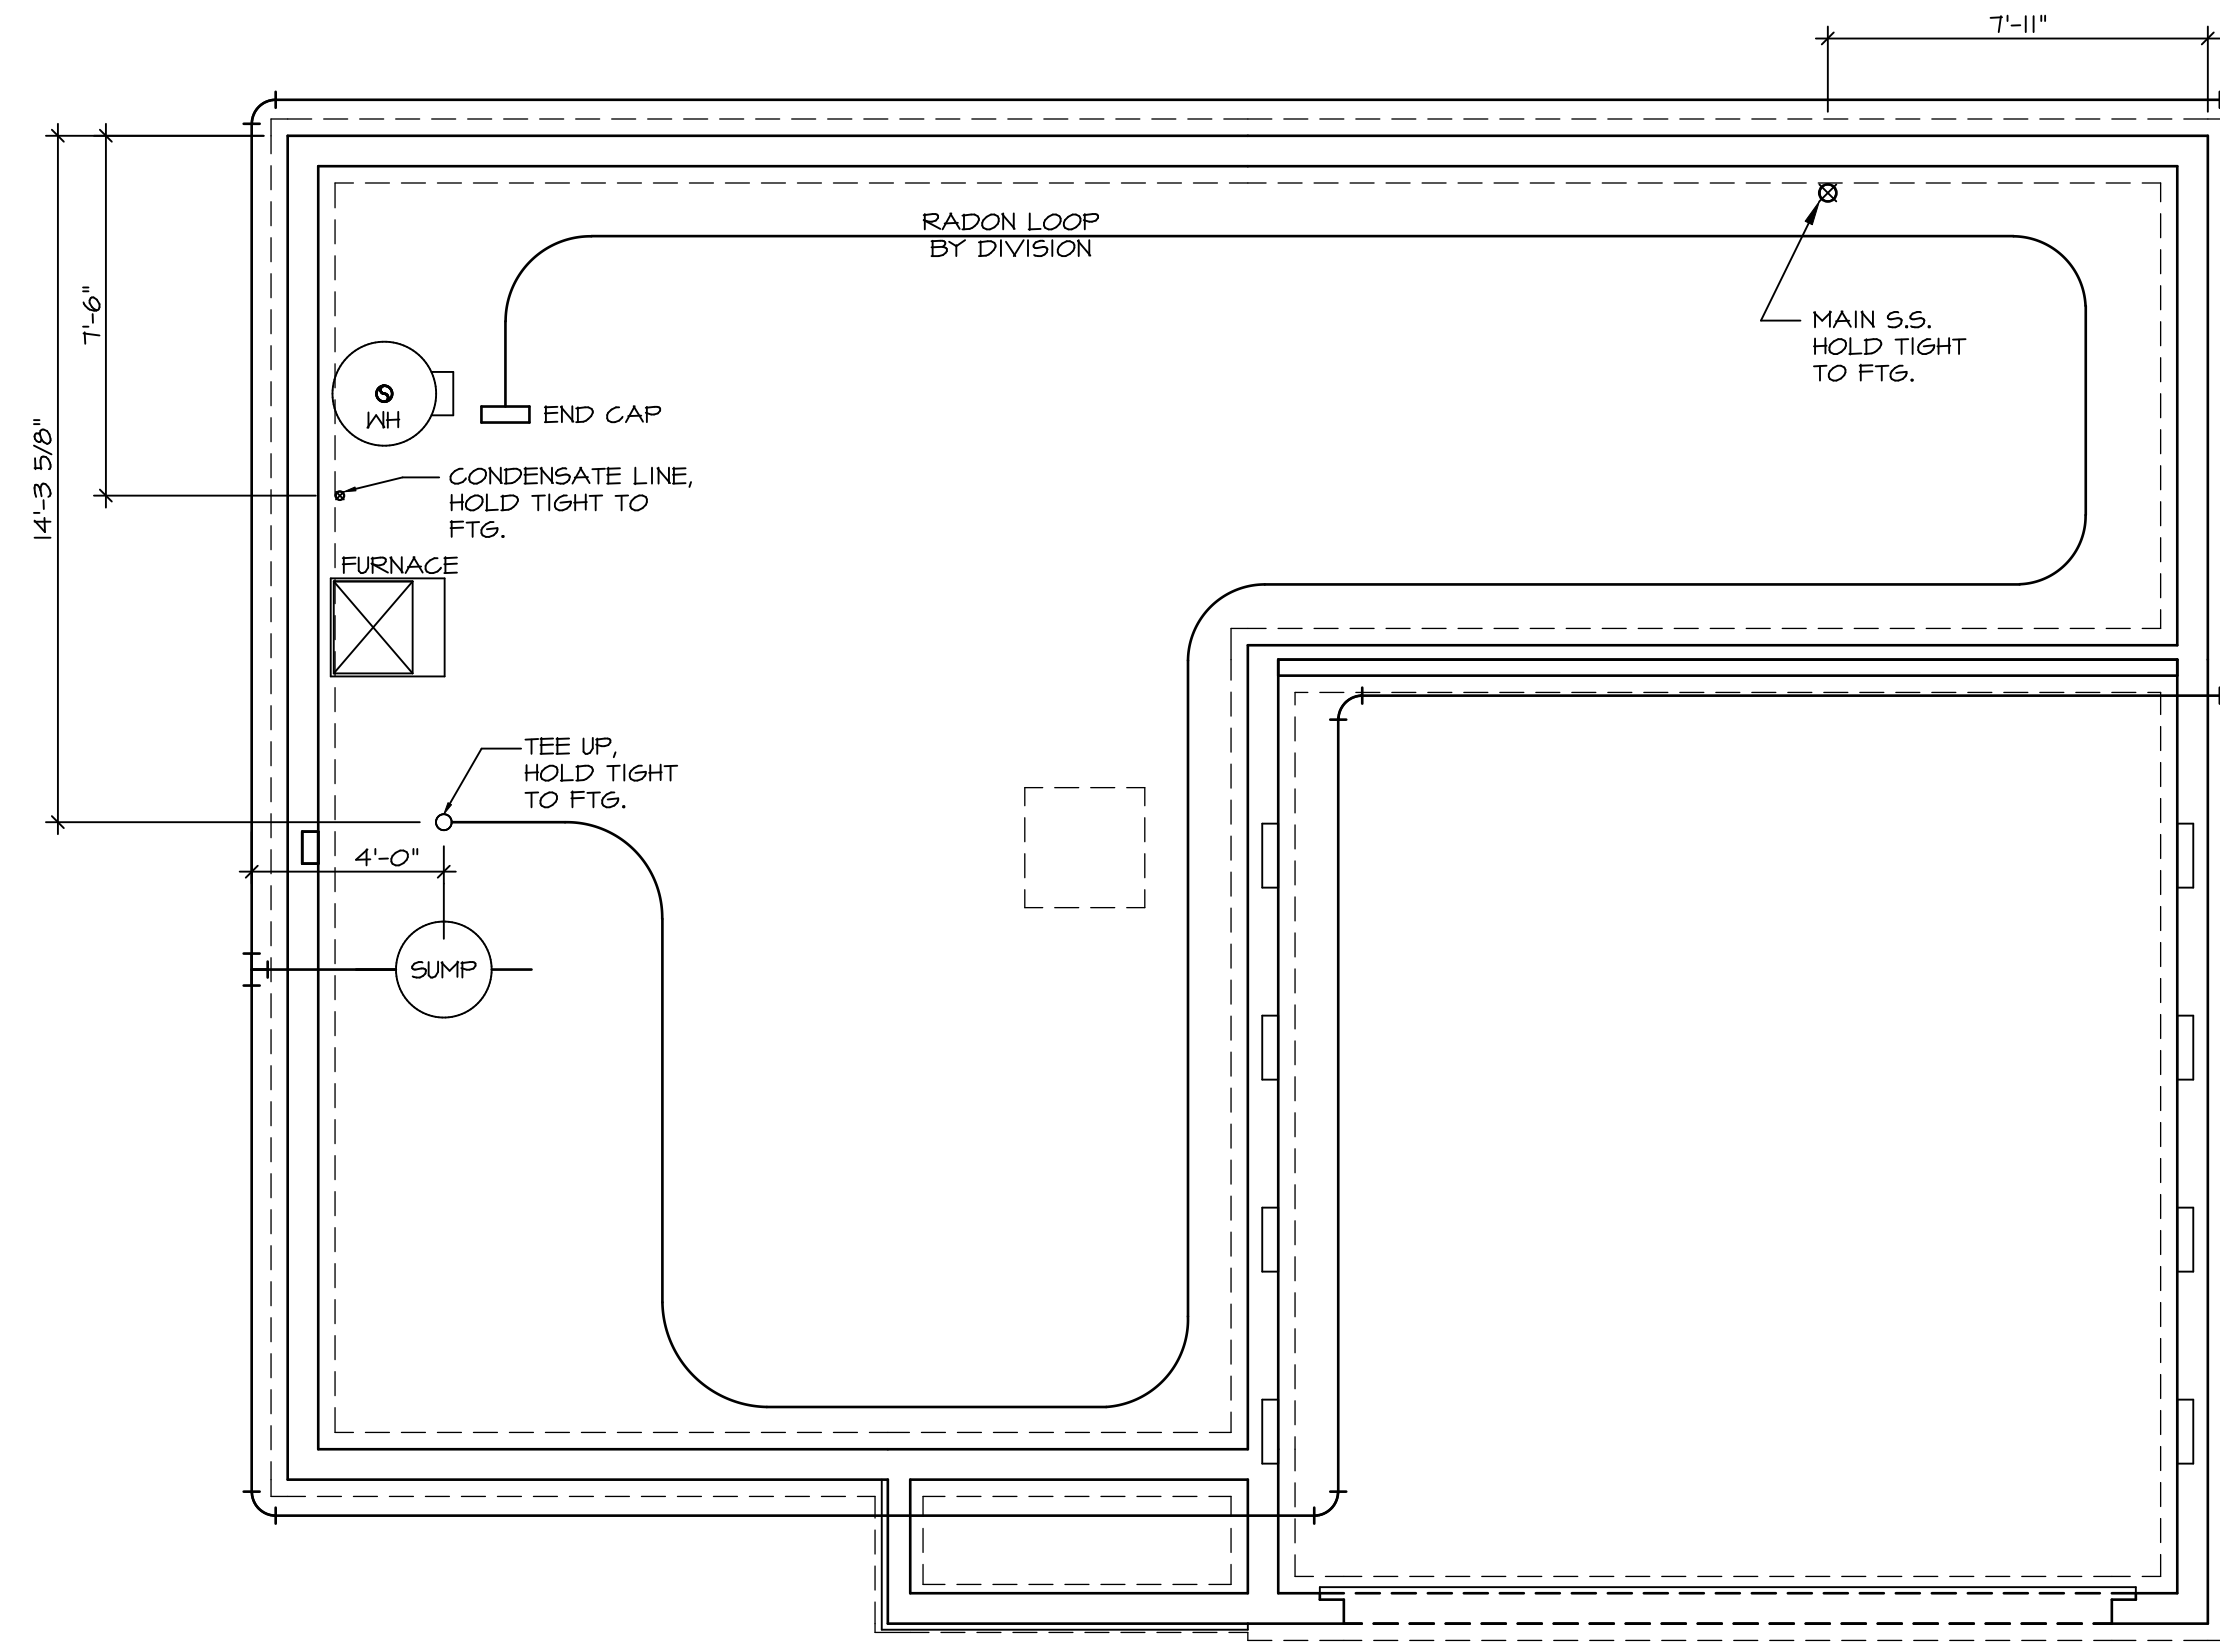 7'-11"
RADON LOOP
BY DIVISION
7'-6"
MAIN S.S.
HOLD TIGHT
TO FTG.
WH
END CAP
14'-3 5/8"
CONDENSATE LINE,
HOLD TIGHT TO
FTG.
FURNACE
TEE UP,
HOLD TIGHT
TO FTG.
4'-0"
SUMP